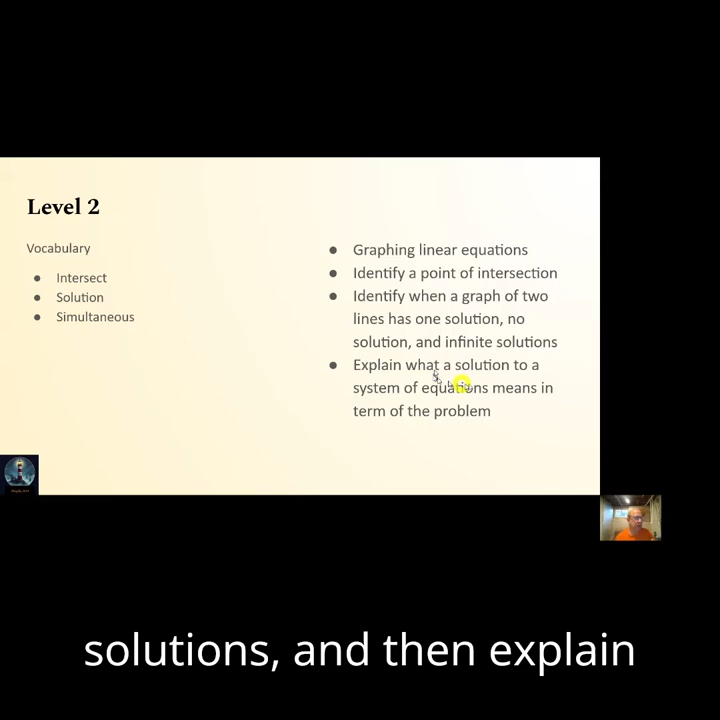 Level 2
Vocabulary
Intersect
Solution
Simultaneous
Graphing linear equations
Identify a point of intersection
Identify when a graph of two
lines has one solution, no
solution, and infinite solutions
Explain what a solution to a
system of equations means in
term of the problem
solutions, and then explain